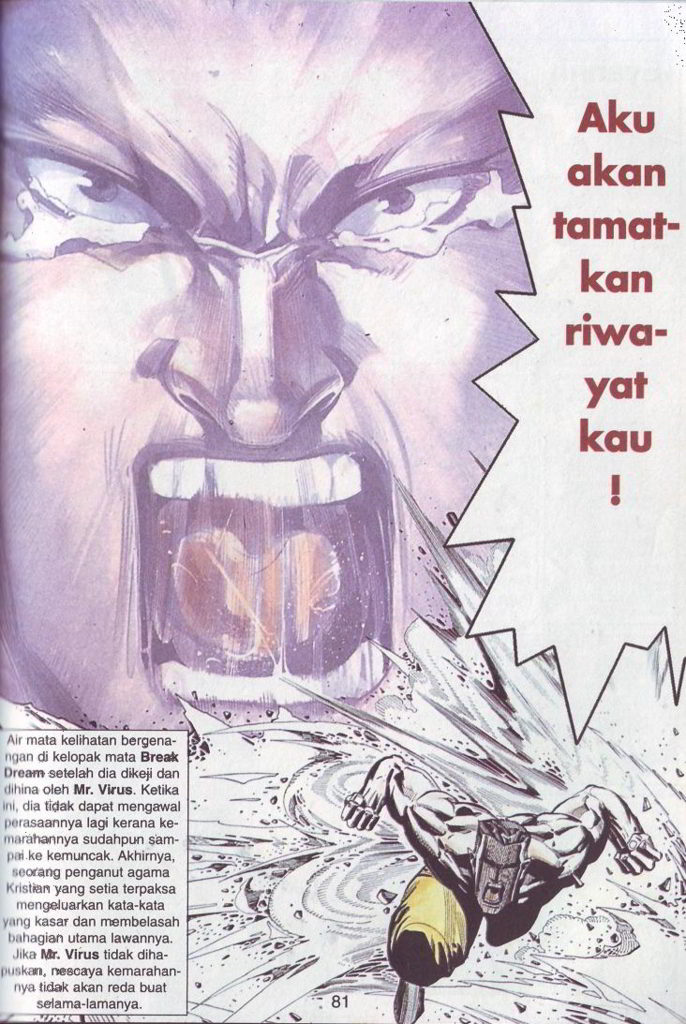 Aku
akan
tamat-
kan
riwa-
yat
kau
!
Air mata kelihatan bergena-
ngan di kelopak mata Break
Dream setelah dia dikeji dan
dihina oleh Mr. Virus. Ketika
ini, dia tidak dapat mengawal
perasaannya lagi kerana ke-
marahannya sudahpun sam-
pai ke kemuncak. Akhirnya,
seorang penganut agama
Kristian yang setia terpaksa
mengeluarkan kata-kata
yang kasar dan membelasah
bahagian utama lawannya.
Jika Mr. Virus tidak diha-
puskan, nescaya kemarahan-
nya tidak akan reda buat
selama-lamanya.
81